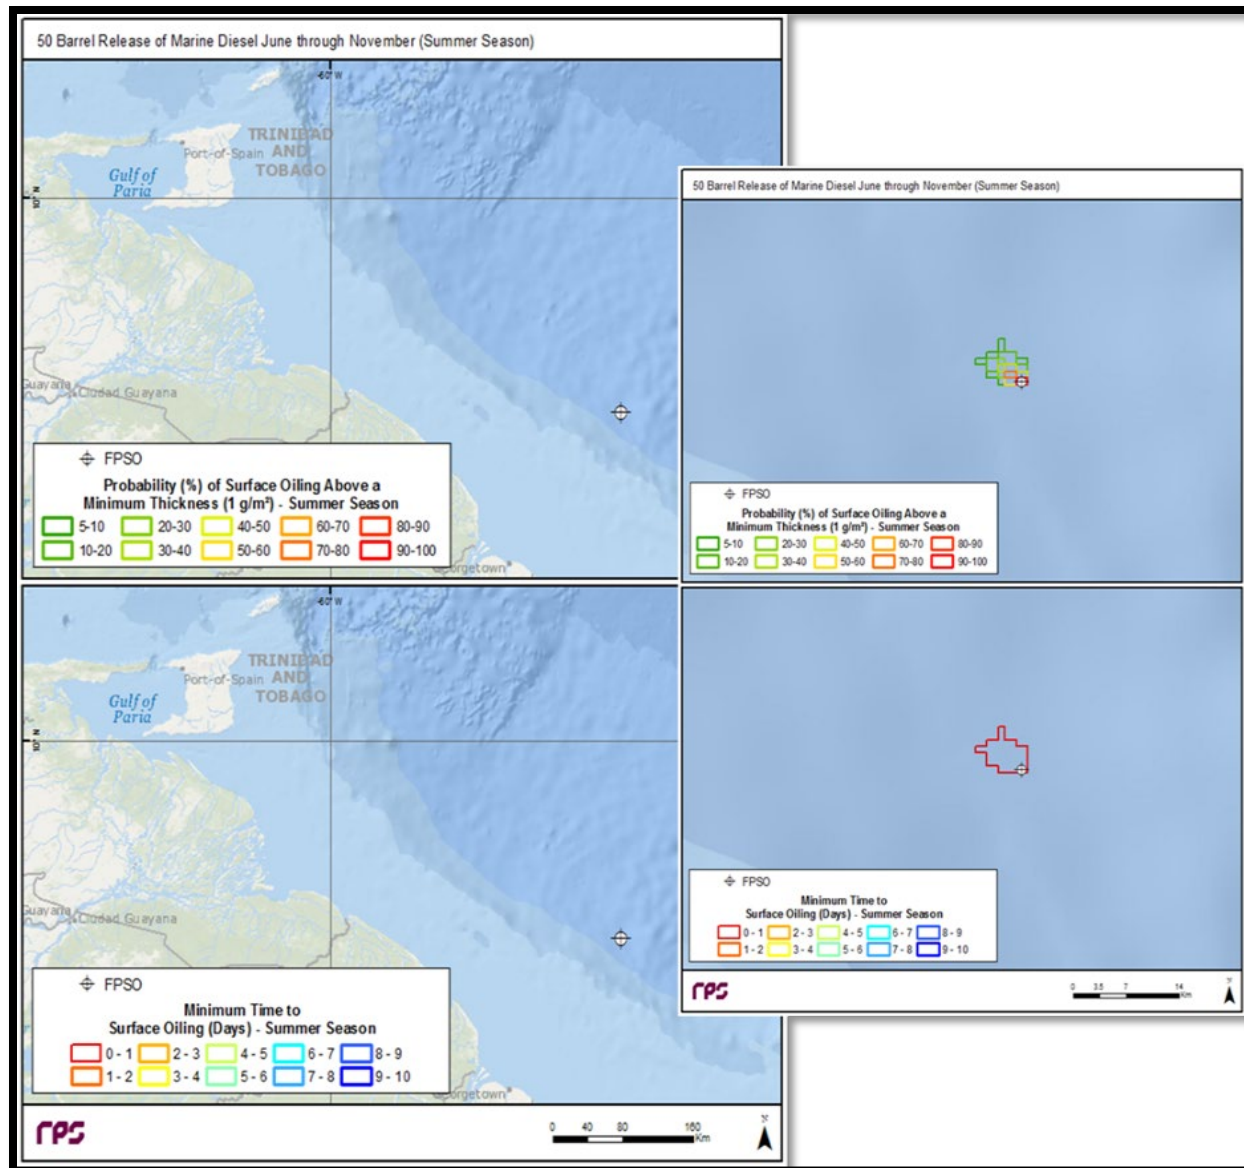 50 Barrel Release of Marine Diesel June through November (Summer Season)
60° W
TRINIDAD
Port-of-Spain AND
TOBAGO
Gulf of
Paria
10° N
Guayana
Ciudad Guayana
FPSO
Probability (%) of Surface Oiling Above a
Minimum Thickness (1 g/m²) - Summer Season
5-10 20-30 40-50 60-70 80-90
10-20 30-40 50-60 70-80 90-100
Georgetown
50 Barrel Release of Marine Diesel June through November (Summer Season)
FPSO
Probability (%) of Surface Oiling Above a
Minimum Thickness (1 g/m²) - Summer Season
5-10 20-30 40-50 60-70 80-90
10-20 30-40 50-60 70-80 90-100
60° W
TRINIDAD
Port-of-Spain AND
TOBAGO
Gulf of
Paria
10° N
Guayana
Ciudad Guayana
FPSO
Minimum Time to
Surface Oiling (Days) - Summer Season
0 - 1 2 - 3 4 - 5 6 - 7 8 - 9
1 - 2 3 - 4 5 - 6 7 - 8 9 - 10
Georgetown
rps
0 40 80 160
Km
FPSO
Minimum Time to
Surface Oiling (Days) - Summer Season
0 - 1 2 - 3 4 - 5 6 - 7 8 - 9
1 - 2 3 - 4 5 - 6 7 - 8 9 - 10
rps
0 3.5 7 14
Km